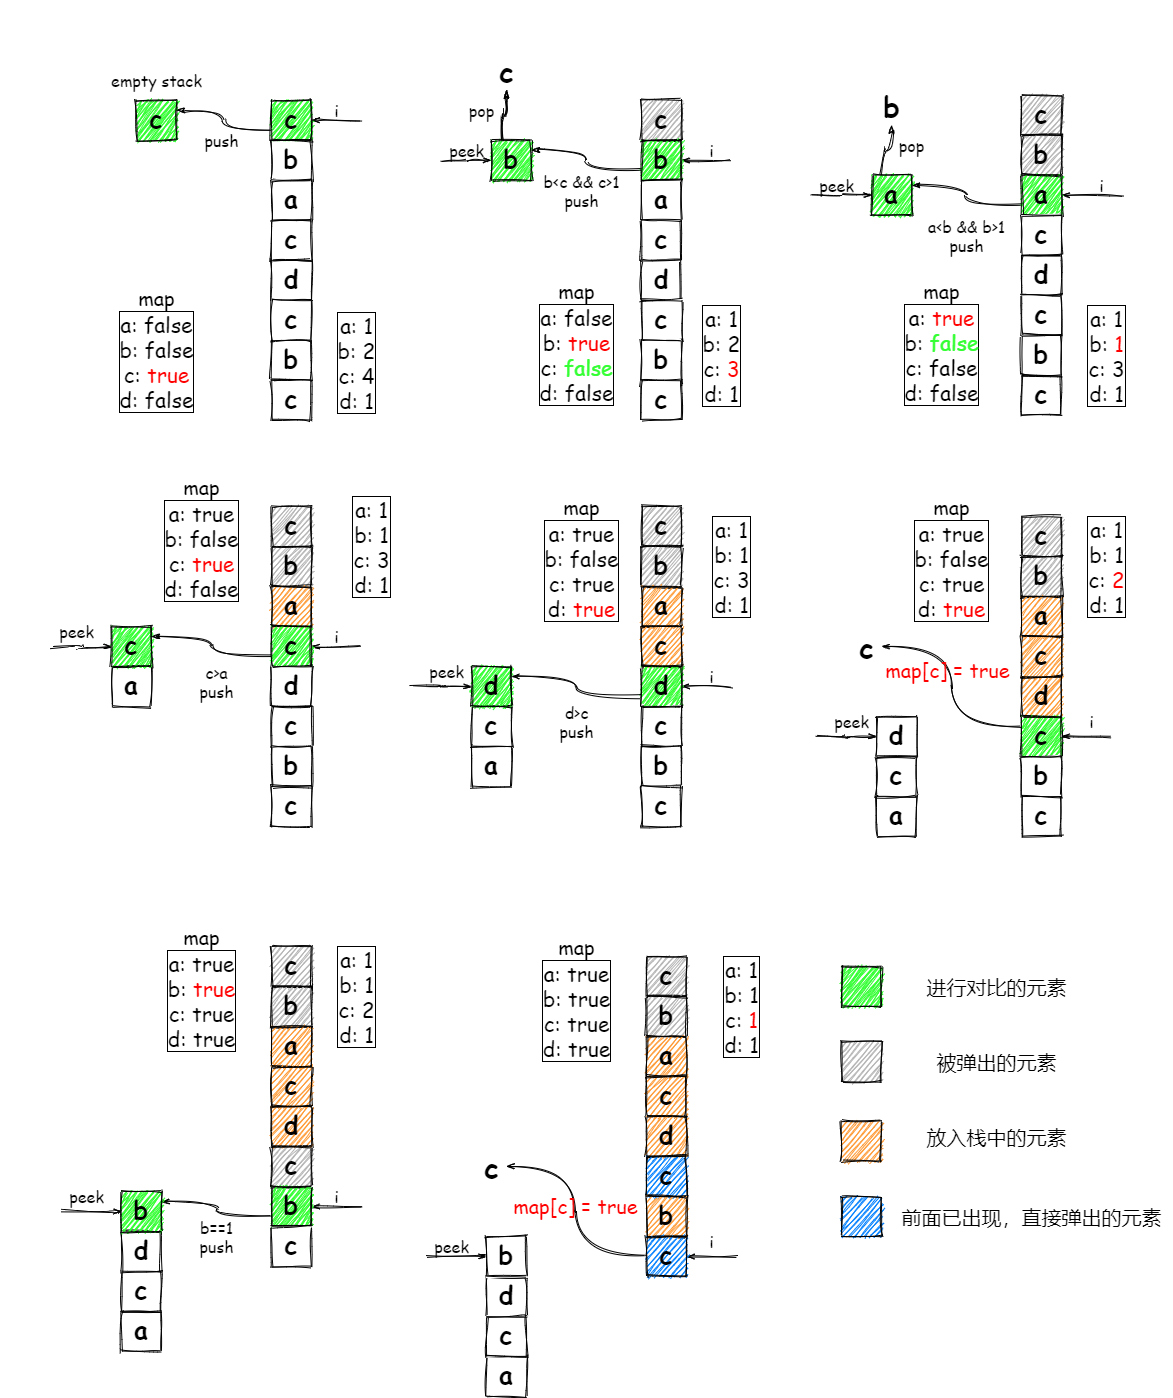 empty stack
c
push
c
i
b
a
c
d
c
b
c
map
a: false
b: false
c: true
d: false
a: 1
b: 2
c: 4
d: 1
c
pop
peek
b
b<c && c>1
push
c
b
i
a
c
d
c
b
c
map
a: false
b: true
c: false
d: false
a: 1
b: 2
c: 3
d: 1
b
pop
peek
a
a<b && b>1
push
c
b
a
i
c
d
c
b
c
map
a: true
b: false
c: false
d: false
a: 1
b: 1
c: 3
d: 1
map
a: true
b: false
c: true
d: false
a: 1
b: 1
c: 3
d: 1
peek
c
a
c>a
push
c
b
a
c
i
d
c
b
c
map
a: true
b: false
c: true
d: true
a: 1
b: 1
c: 3
d: 1
peek
d
c
a
d>c
push
c
b
a
c
d
i
c
b
c
map
a: true
b: false
c: true
d: true
a: 1
b: 1
c: 2
d: 1
c
map[c] = true
peek
d
c
a
c
b
a
c
d
c
i
b
c
map
a: true
b: true
c: true
d: true
a: 1
b: 1
c: 2
d: 1
peek
b
d
c
a
b==1
push
c
b
a
c
d
c
b
i
c
map
a: true
b: true
c: true
d: true
a: 1
b: 1
c: 1
d: 1
c
map[c] = true
peek
b
d
c
a
c
b
a
c
d
c
b
c
i
进行对比的元素
被弹出的元素
放入栈中的元素
前面已出现，直接弹出的元素